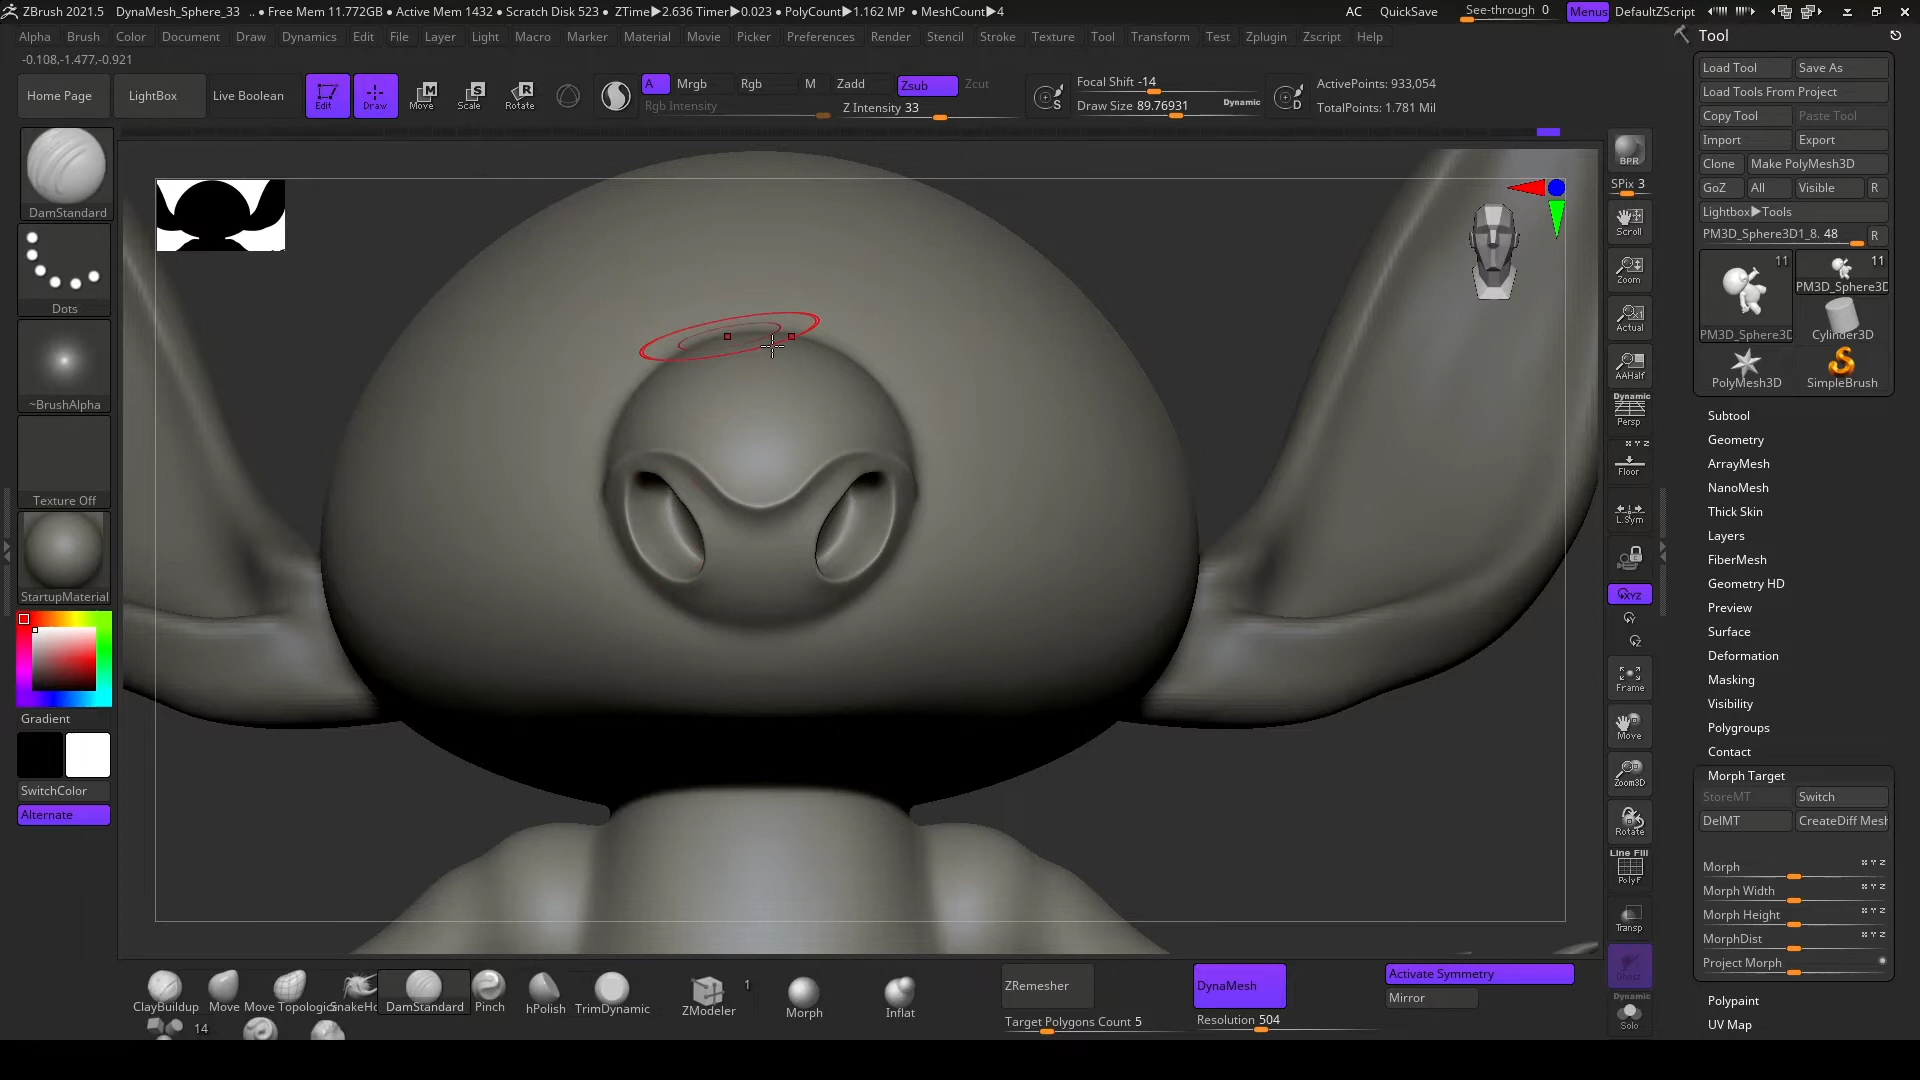 ZBrush 2021.5 DynaMesh_Sphere_33 .. ● Free Mem 11.772GB ● Active Mem 1432 ● Scratch Disk 523 ● ZTime▶2.636 Timer▶0.023 ● PolyCount▶1.162 MP ● MeshCount▶4 AC QuickSave See-through 0 Menus DefaultZScript
Alpha Brush Color Document Draw Dynamics Edit File Layer Light Macro Marker Material Movie Picker Preferences Render Stencil Stroke Texture Tool Transform Test Zplugin Zscript Help
Tool
-0.108,-1.477,-0.921
Home Page LightBox Live Boolean Edit Draw Move Scale Rotate
A Mrgb Rgb M Zadd Zsub Zcut
Rgb Intensity Z Intensity 33
S Focal Shift -14
Draw Size 89.76931 Dynamic
D ActivePoints: 933,054
TotalPoints: 1.781 Mil
DamStandard
Dots
~BrushAlpha
Texture Off
StartupMaterial
Gradient
SwitchColor
Alternate
BPR
SPix 3
Scroll
Zoom
Actual
AAHalf
Dynamic
Persp
X Y Z
Floor
L.Sym
XYZ
Y
Z
Frame
Move
Zoom3D
Rotate
Line Fill
PolyF
Transp
Ghost
Dynamic
Solo
Load Tool Save As
Load Tools From Project
Copy Tool Paste Tool
Import Export
Clone Make PolyMesh3D
GoZ All Visible R
Lightbox▶Tools
PM3D_Sphere3D1_8. 48 R
11 11
PM3D_Sphere3D
PM3D_Sphere3D Cylinder3D
PolyMesh3D SimpleBrush
Subtool
Geometry
ArrayMesh
NanoMesh
Thick Skin
Layers
FiberMesh
Geometry HD
Preview
Surface
Deformation
Masking
Visibility
Polygroups
Contact
Morph Target
StoreMT Switch
DelMT CreateDiff Mesh
Morph X Y Z
Morph Width X Y Z
Morph Height X Y Z
MorphDist X Y Z
Project Morph
Polypaint
UV Map
ClayBuildup Move Move Topologic SnakeHo DamStandard Pinch hPolish TrimDynamic ZModeler 1 Morph Inflat
14
ZRemesher
Target Polygons Count 5
DynaMesh
Resolution 504
Activate Symmetry
Mirror